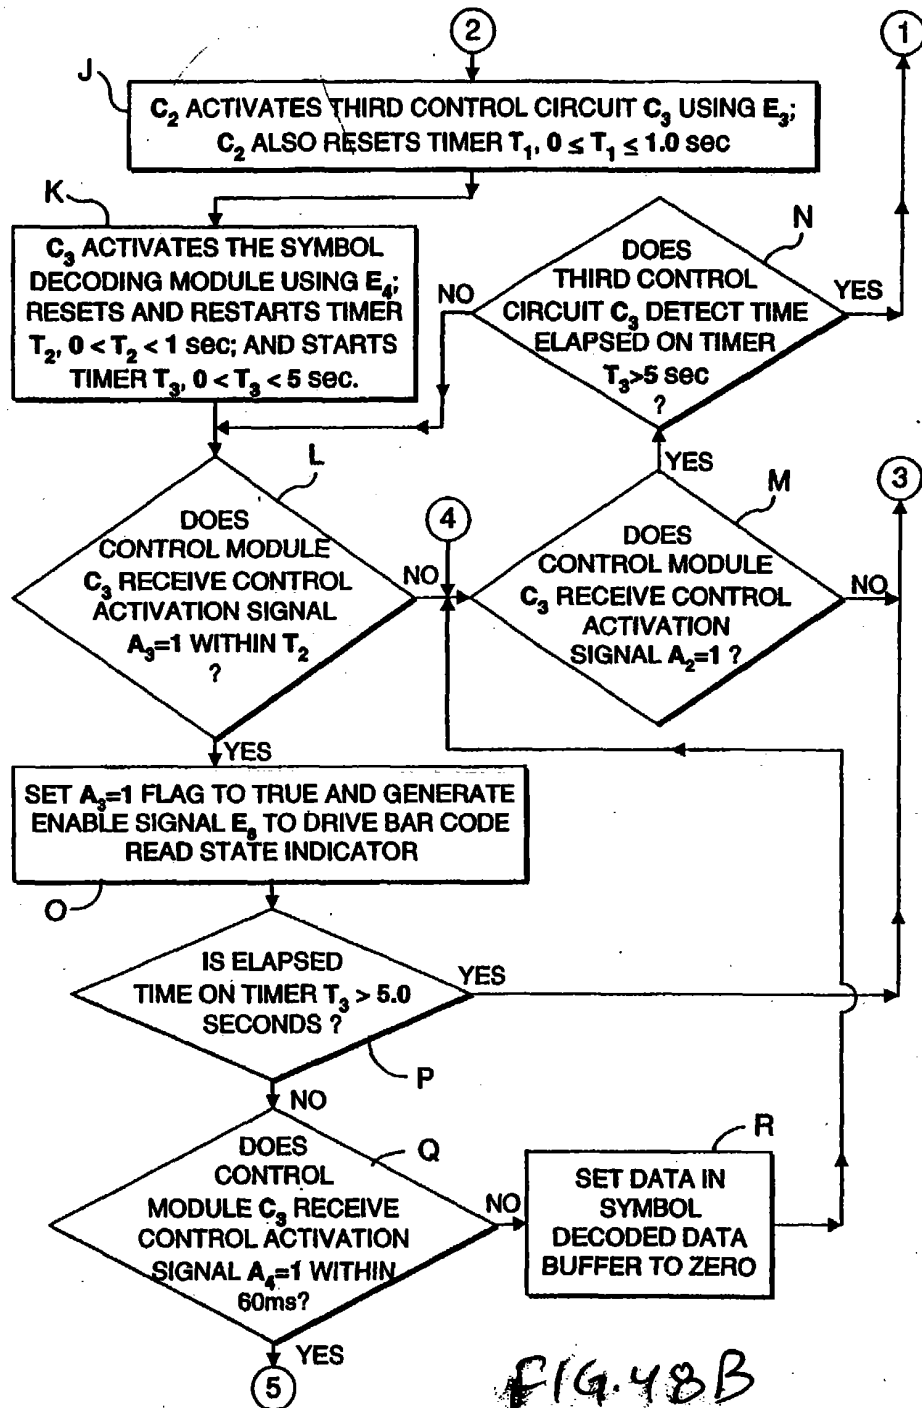 2
1
J
C₂ ACTIVATES THIRD CONTROL CIRCUIT C₃ USING E₃;
C₂ ALSO RESETS TIMER T₁, 0 ≤ T₁ ≤ 1.0 sec
K
C₃ ACTIVATES THE SYMBOL
DECODING MODULE USING E₄;
RESETS AND RESTARTS TIMER
T₂, 0 < T₂ < 1 sec; AND STARTS
TIMER T₃, 0 < T₃ < 5 sec.
N
DOES
THIRD CONTROL
CIRCUIT C₃ DETECT TIME
ELAPSED ON TIMER
T₃>5 sec
?
NO
YES
L
DOES
CONTROL MODULE
C₃ RECEIVE CONTROL
ACTIVATION SIGNAL
A₃=1 WITHIN T₂
?
NO
YES
4
YES
M
DOES
CONTROL MODULE
C₃ RECEIVE CONTROL
ACTIVATION
SIGNAL A₂=1 ?
NO
3
SET A₃=1 FLAG TO TRUE AND GENERATE
ENABLE SIGNAL E₈ TO DRIVE BAR CODE
READ STATE INDICATOR
O
IS ELAPSED
TIME ON TIMER T₃ > 5.0
SECONDS ?
YES
P
NO
Q
DOES
CONTROL
MODULE C₃ RECEIVE
CONTROL ACTIVATION
SIGNAL A₄=1 WITHIN
60ms?
NO
YES
R
SET DATA IN
SYMBOL
DECODED DATA
BUFFER TO ZERO
5
FIG. 48B